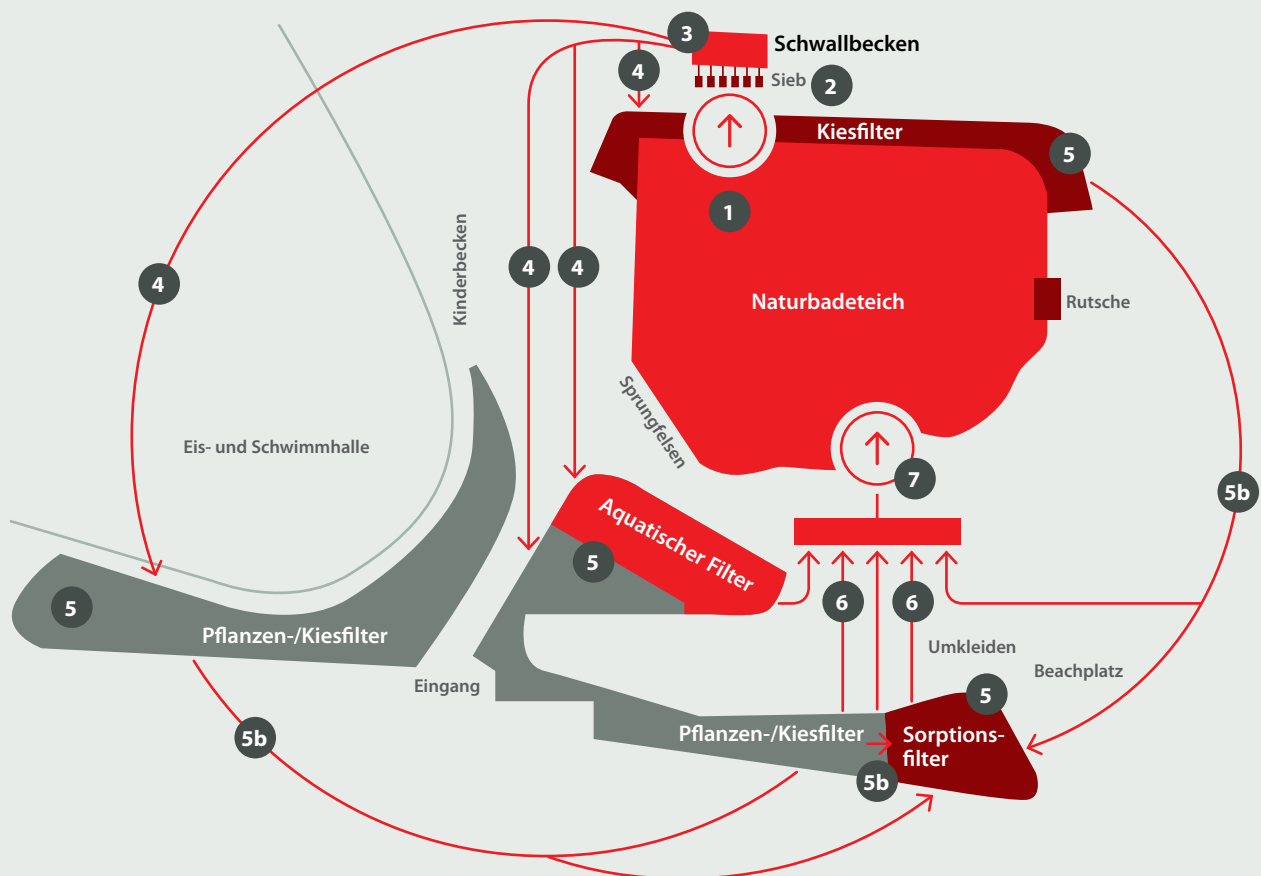 3
Schwallbecken
4
Sieb
2
Kiesfilter
5
1
Kinderbecken
4
4
4
Naturbadeteich
Rutsche
Sprungfelsen
Eis- und Schwimmhalle
7
5b
Aquatischer Filter
5
5
6
6
Pflanzen-/Kiesfilter
Umkleiden
Beachplatz
Eingang
5
5b
Pflanzen-/Kiesfilter
Sorptions-
filter
5b